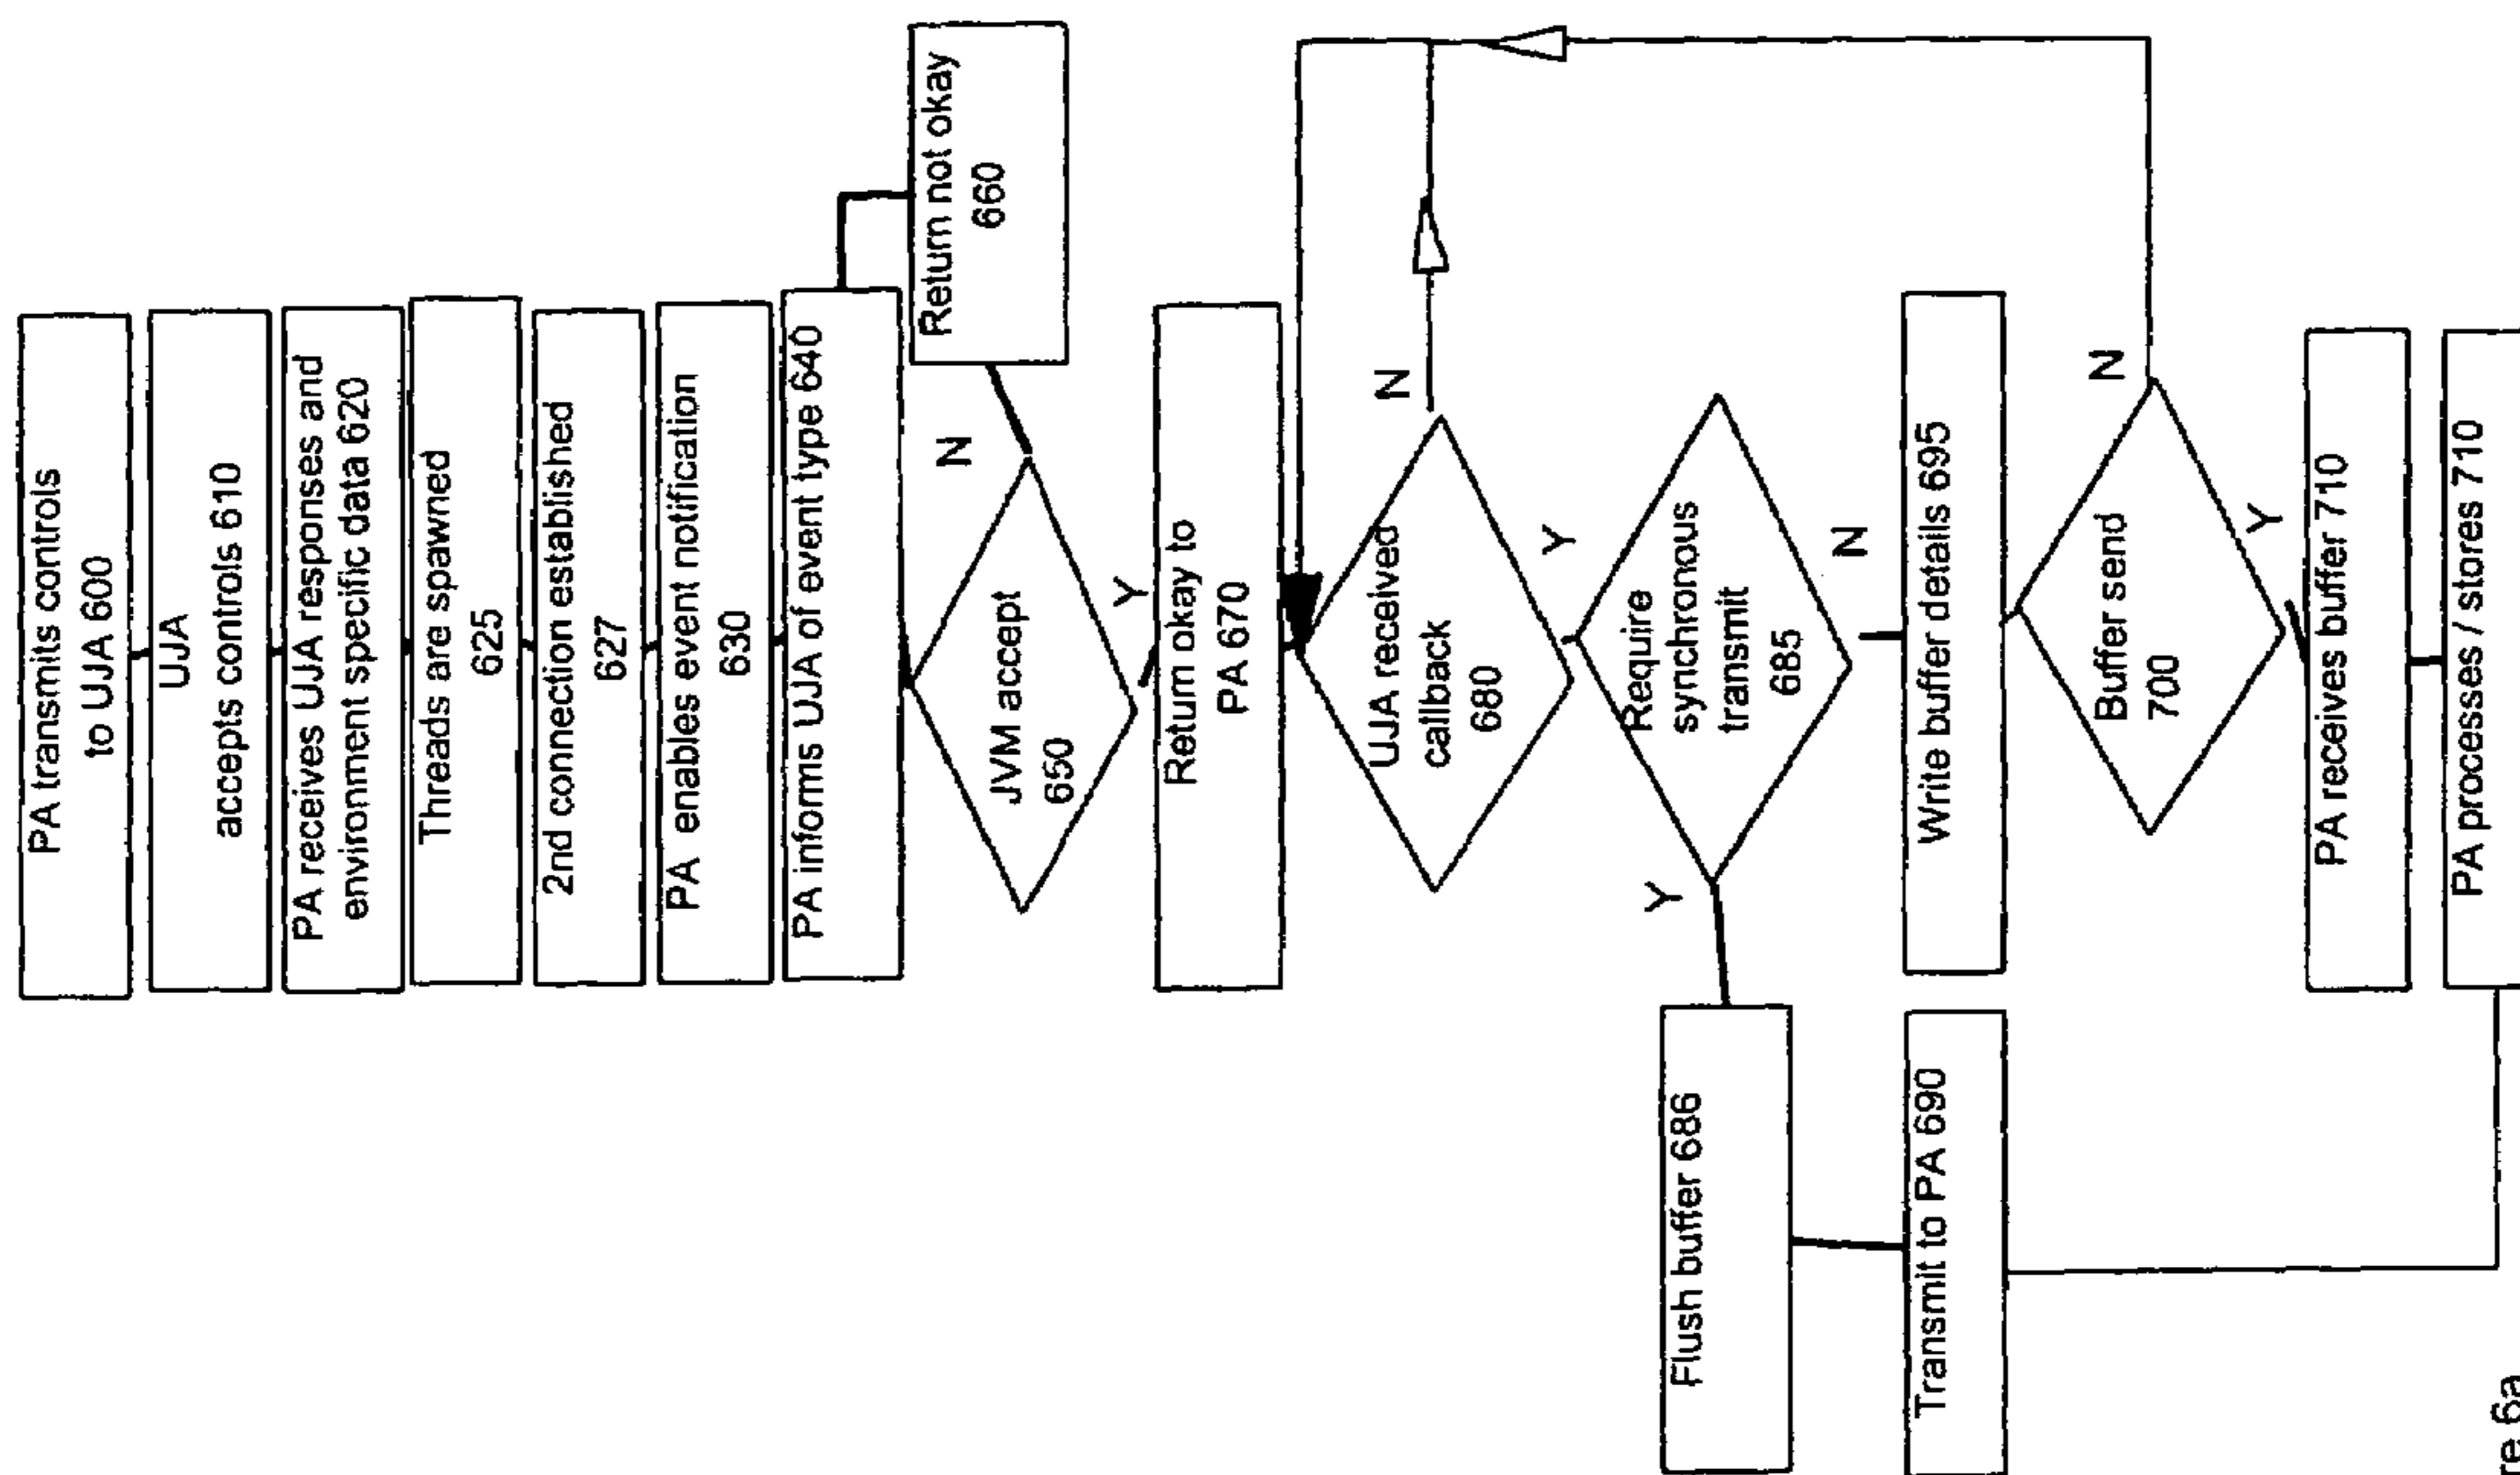 PA transmits controls
to UJA 600
UJA
accepts controls 610
PA receives UJA responses and
environment specific data 620
Threads are spawned
625
2nd connection established
627
PA enables event notification
630
PA informs UJA of event type 640
Return not okay
660
N
JVM accept
650
Y
Return okay to
PA 670
N
UJA received
callback
680
Y
Require
synchronous
transmit
685
Y
N
Flush buffer 686
Transmit to PA 690
Write buffer details 695
N
Buffer send
700
Y
PA receives buffer 710
PA processes / stores 710
re 6a